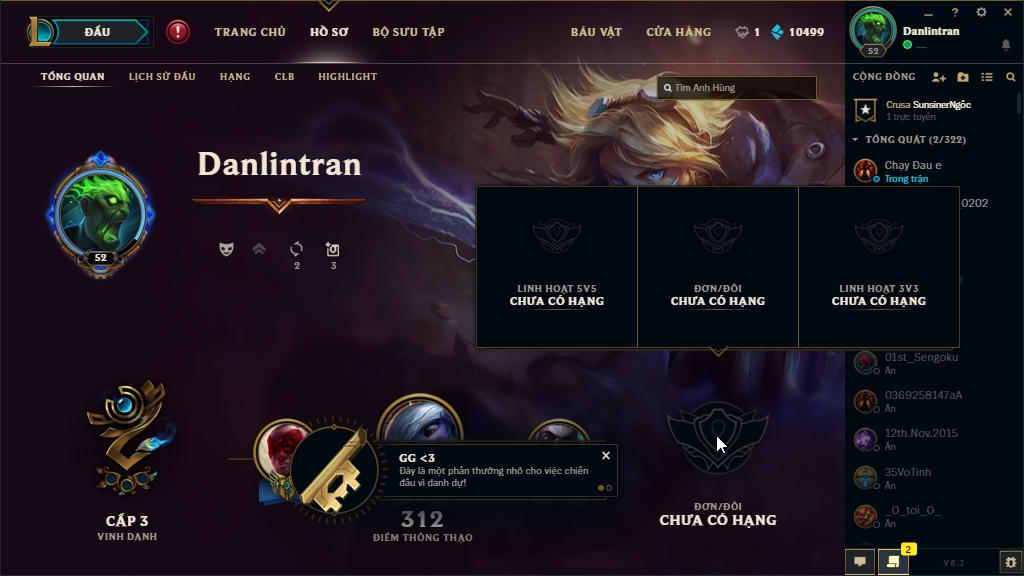 ĐẤU
TRANG CHỦ
HỒ SƠ
BỘ SƯU TẬP
BÁU VẬT
CỬA HÀNG
1
10499
Danlintran
....
52
TỔNG QUAN
LỊCH SỬ ĐẤU
HẠNG
CLB
HIGHLIGHT
Tìm Anh Hùng
CỘNG ĐỒNG
Crusa SunsinerNgốc
1 trực tuyến
TỔNG QUÁT (2/322)
Chạy Đau e
Trong trận
0202
Danlintran
52
2
3
LINH HOẠT 5V5
CHƯA CÓ HẠNG
ĐƠN/ĐÔI
CHƯA CÓ HẠNG
LINH HOẠT 3V3
CHƯA CÓ HẠNG
01st_Sengoku
Ẩn
0369258147aA
Ẩn
12th.Nov.2015
Ẩn
35VoTinh
Ẩn
_0_toi_0_
Ẩn
GG <3
Đây là một phần thưởng nhỏ cho việc chiến
đấu vì danh dự!
CẤP 3
VINH DANH
312
ĐIỂM THÔNG THẠO
ĐƠN/ĐÔI
CHƯA CÓ HẠNG
2
V8.3